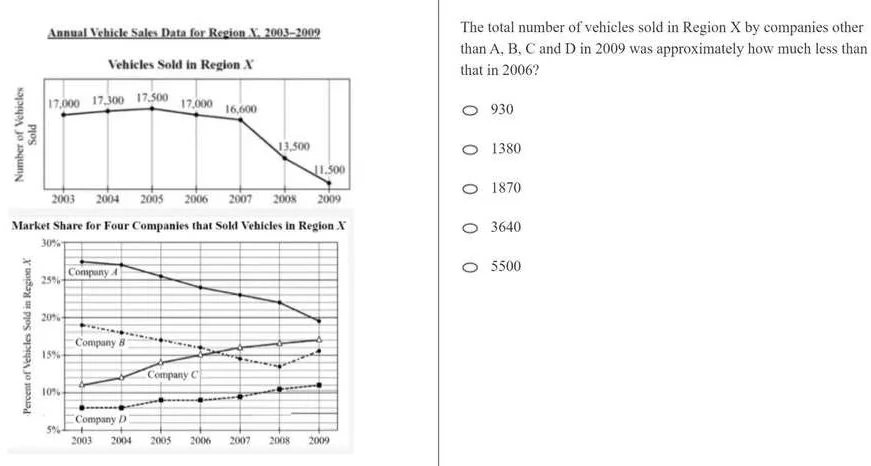 Annual Vehicle Sales Data for Region X, 2003–2009
Vehicles Sold in Region X
Number of Vehicles
Sold
17,000 17,300 17,500 17,000 16,600
13,500
11,500
2003 2004 2005 2006 2007 2008 2009
Market Share for Four Companies that Sold Vehicles in Region X
Percent of Vehicles Sold in Region X
30%
25%
20%
15%
10%
5%
Company A
Company B
Company C
Company D
2003 2004 2005 2006 2007 2008 2009
The total number of vehicles sold in Region X by companies other
than A, B, C and D in 2009 was approximately how much less than
that in 2006?
930
1380
1870
3640
5500